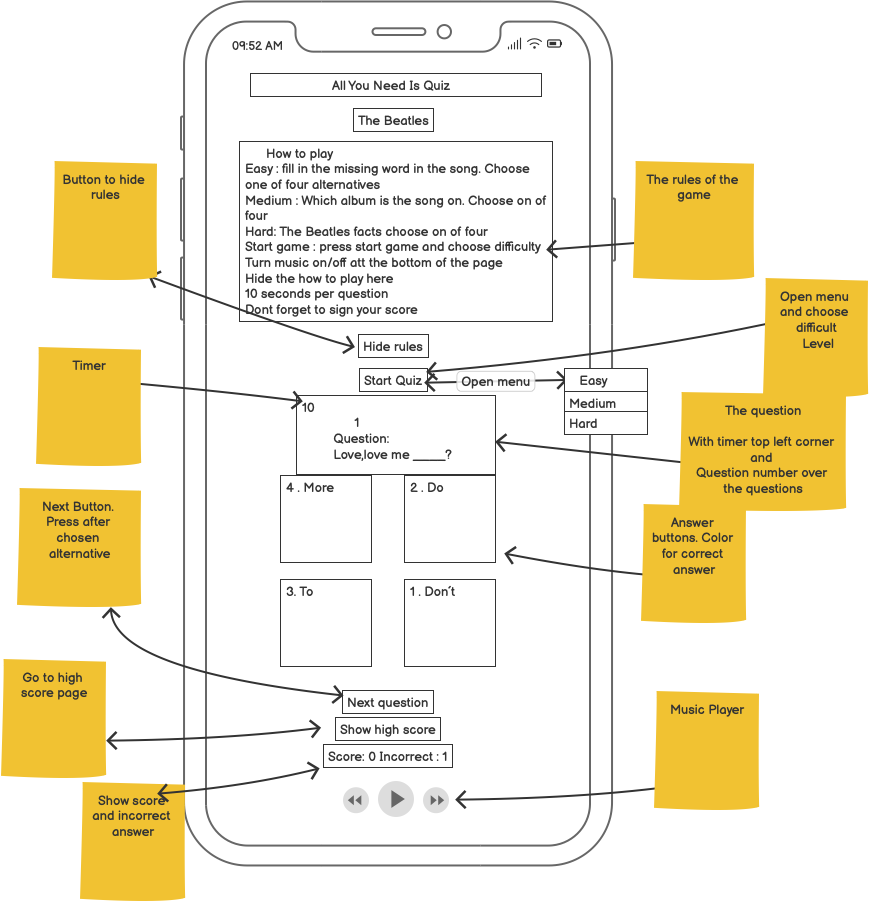 09:52 AM
All You Need Is Quiz
The Beatles
How to play
Easy : fill in the missing word in the song. Choose
one of four alternatives
Medium : Which album is the song on. Choose on of
four
Hard: The Beatles facts choose on of four
Start game : press start game and choose difficulty
Turn music on/off att the bottom of the page
Hide the how to play here
10 seconds per question
Dont forget to sign your score
Button to hide
rules
The rules of the
game
Open menu
and choose
difficult
Level
Hide rules
Start Quiz
Open menu
Easy
Medium
Hard
Timer
10
1
Question:
Love,love me _____?
The question
With timer top left corner
and
Question number over
the questions
4 . More
2 . Do
3. To
1 . Don´t
Next Button.
Press after
chosen
alternative
Answer
buttons. Color
for correct
answer
Go to high
score page
Next question
Show high score
Score: 0 Incorrect : 1
Music Player
Show score
and incorrect
answer